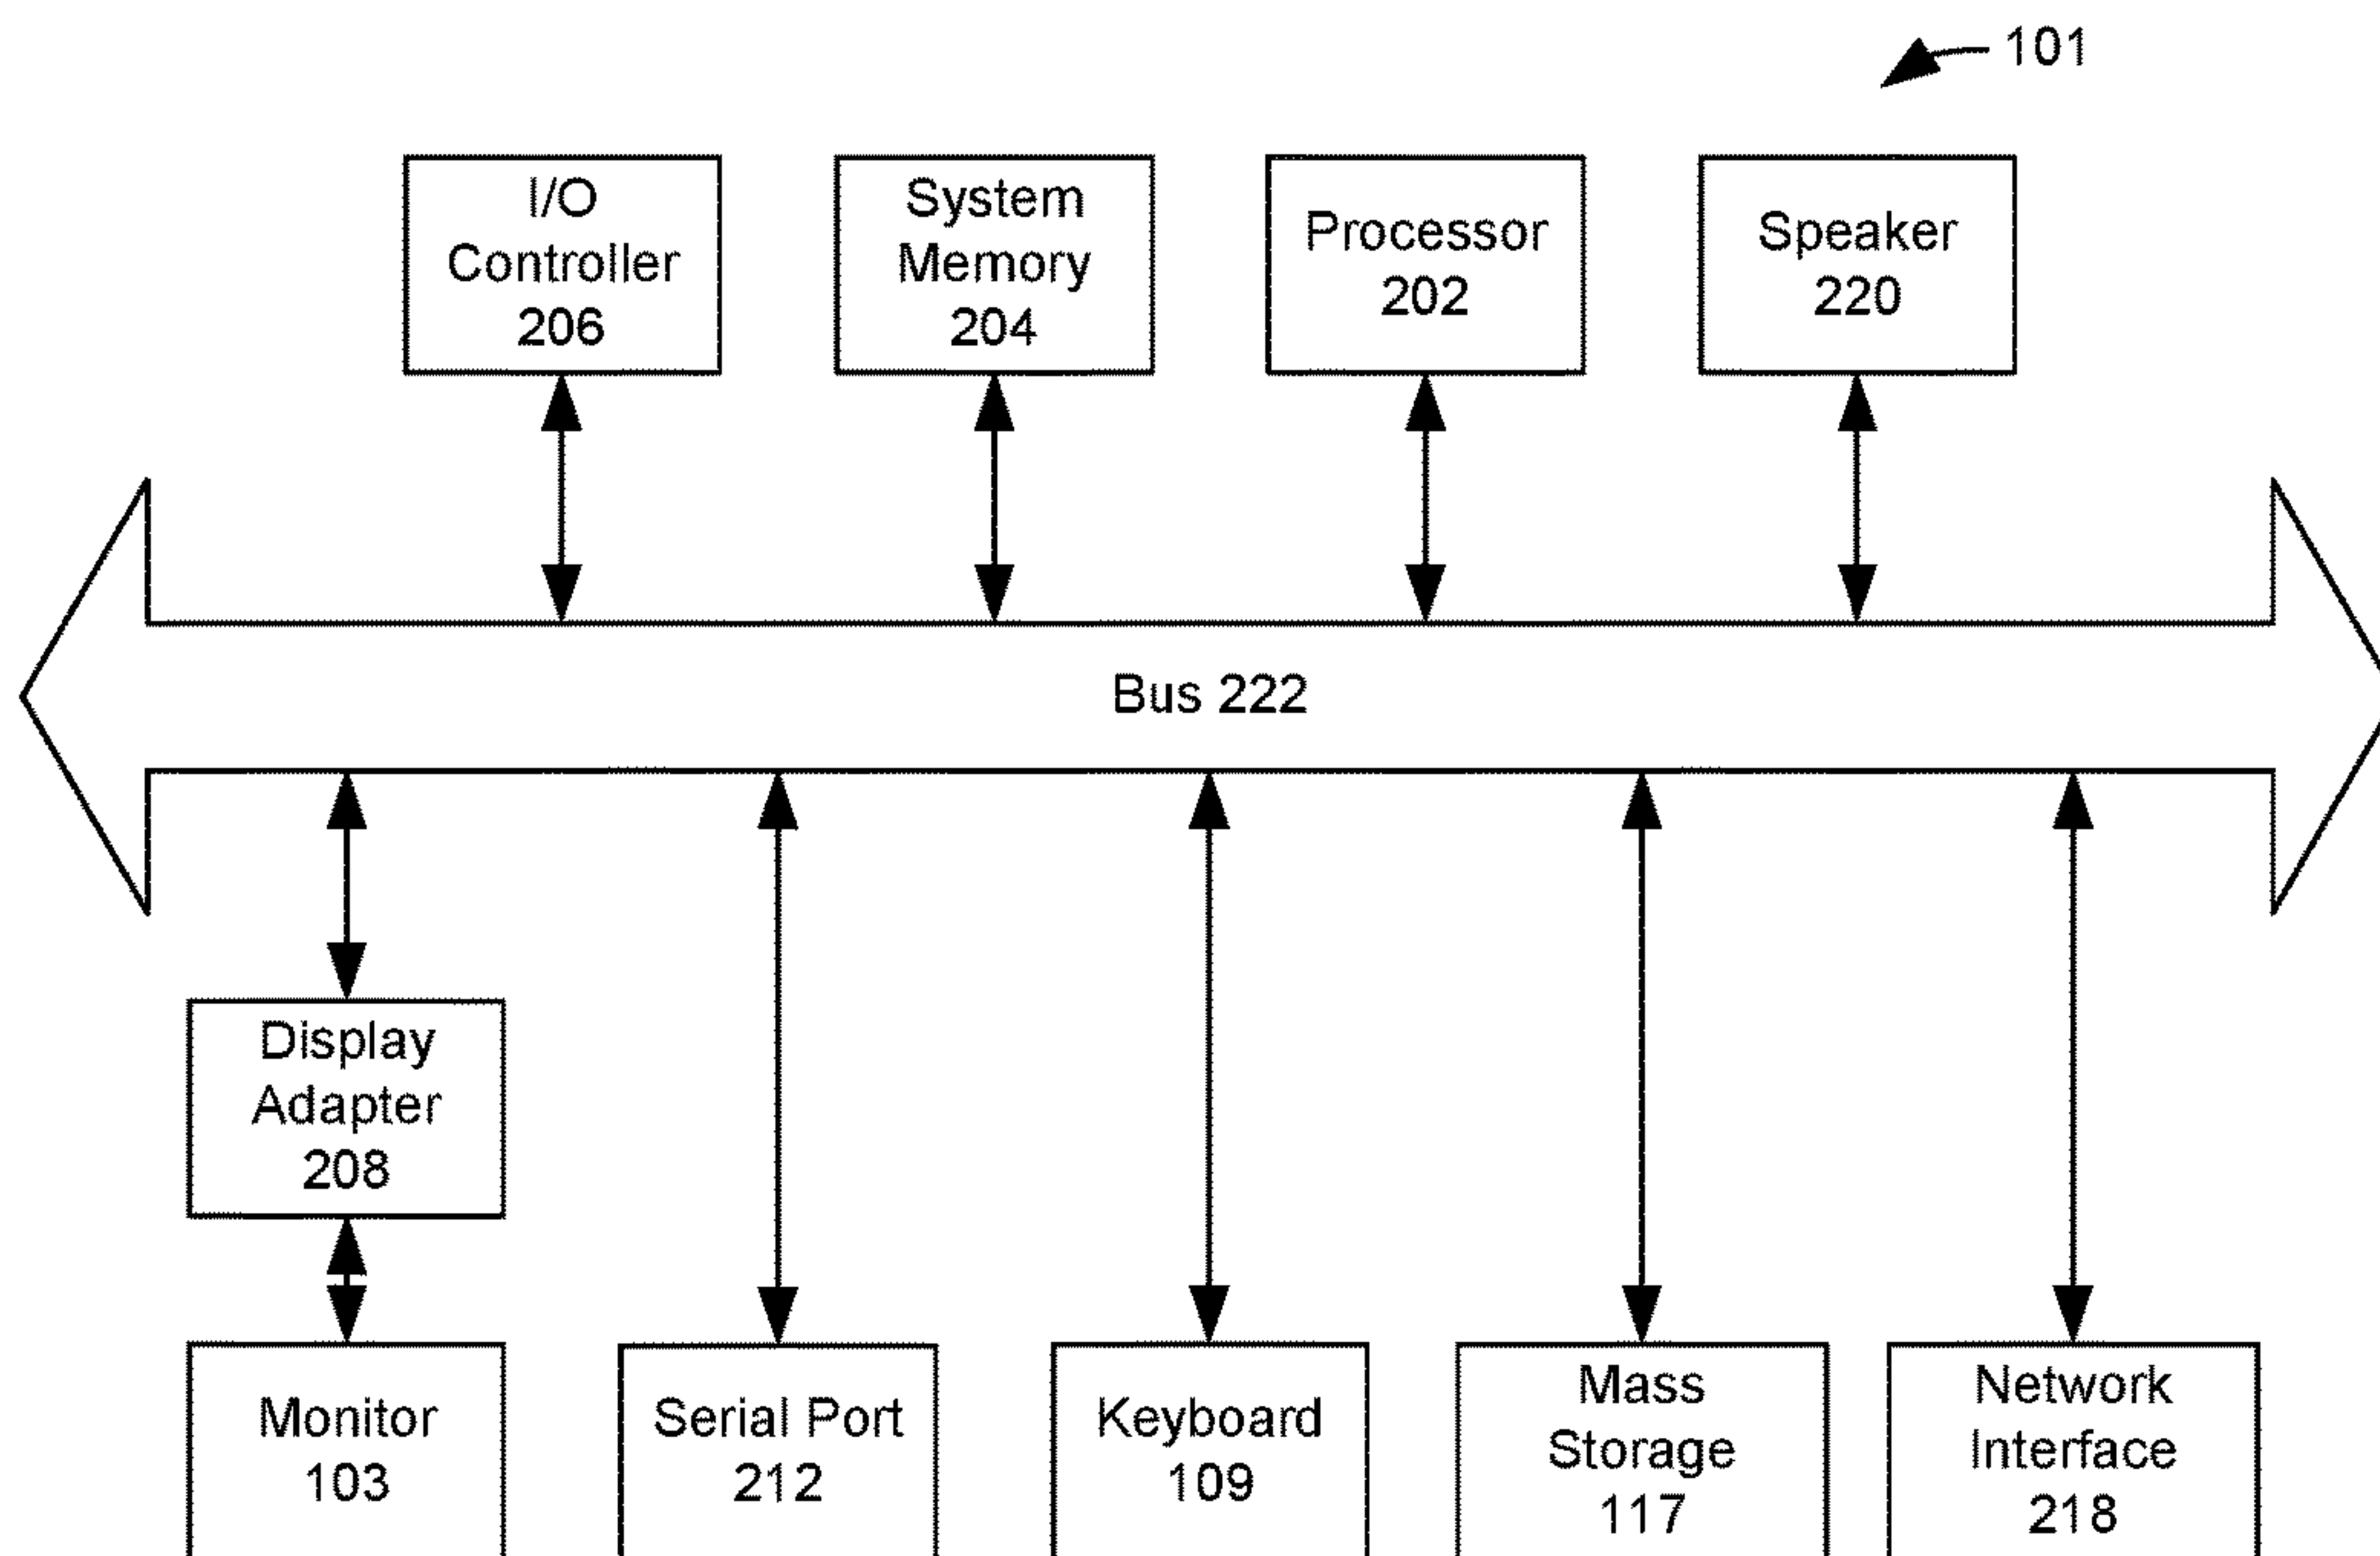 101
I/O
Controller
206
System
Memory
204
Processor
202
Speaker
220
Bus 222
Display
Adapter
208
Monitor
103
Serial Port
212
Keyboard
109
Mass
Storage
117
Network
Interface
218